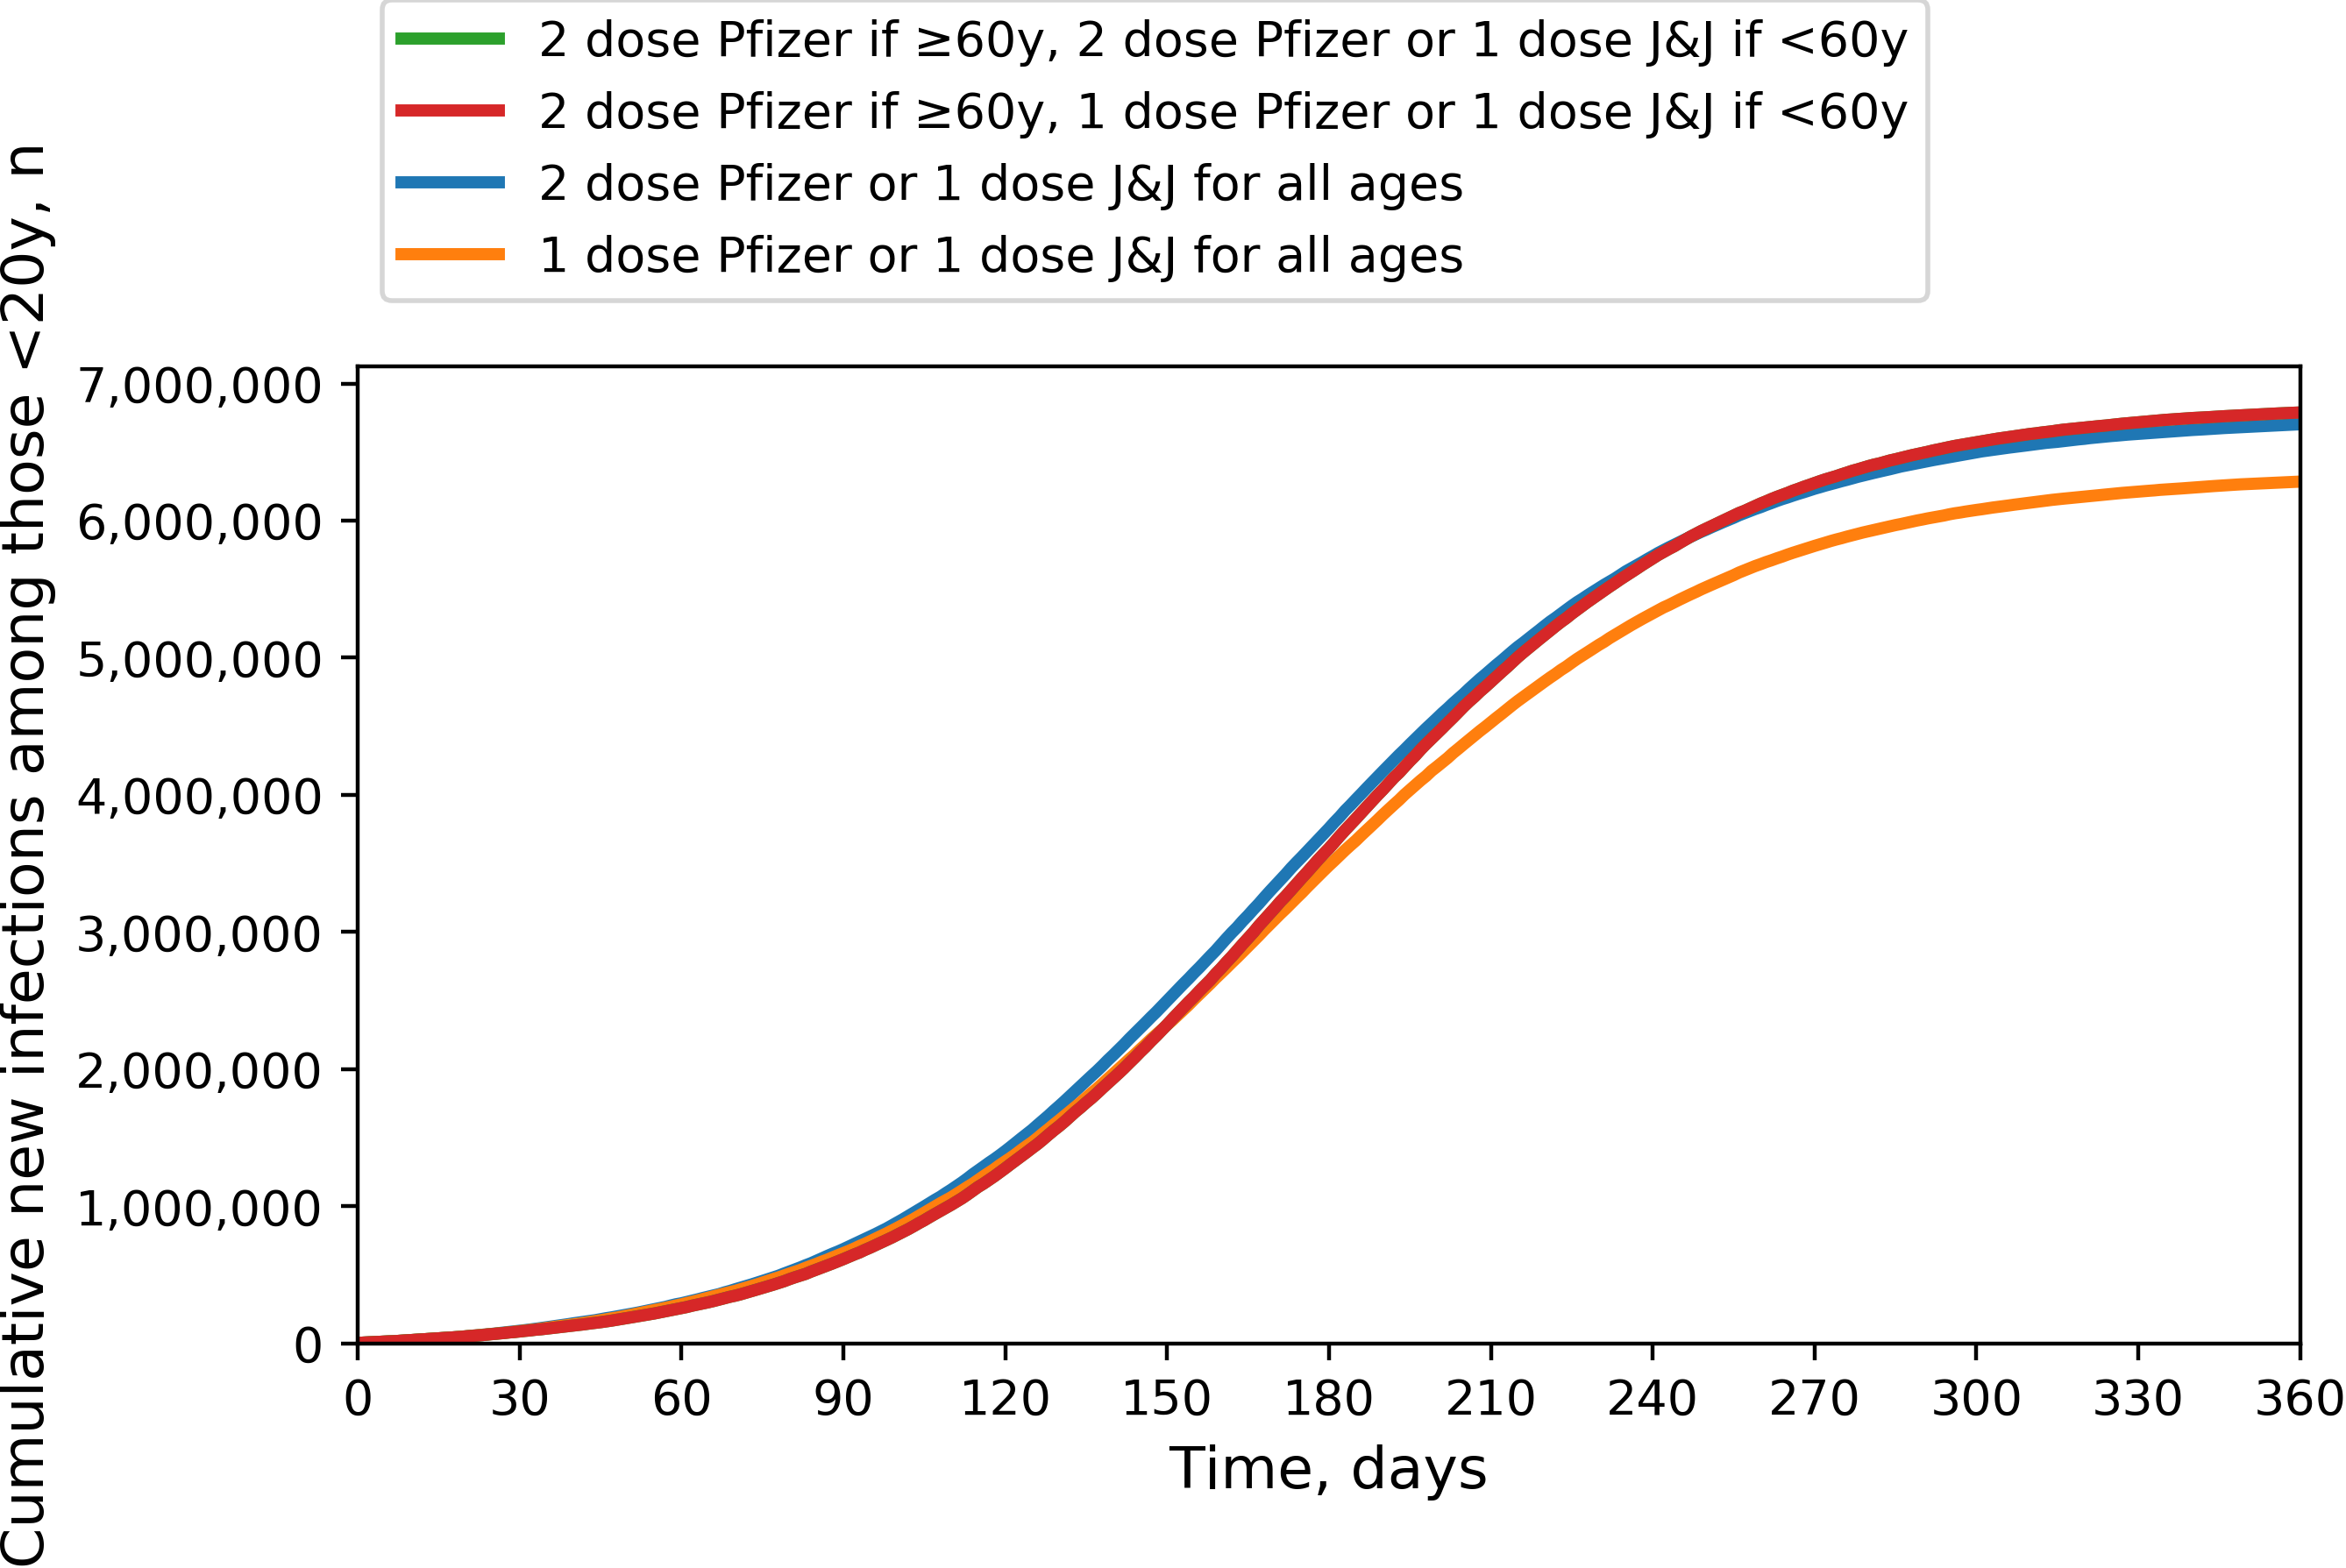 2 dose Pfizer if ≥60y, 2 dose Pfizer or 1 dose J&J if <60y
2 dose Pfizer if ≥60y, 1 dose Pfizer or 1 dose J&J if <60y
2 dose Pfizer or 1 dose J&J for all ages
1 dose Pfizer or 1 dose J&J for all ages
Cumulative new infections among those <20y, n
7,000,000
6,000,000
5,000,000
4,000,000
3,000,000
2,000,000
1,000,000
0
0 30 60 90 120 150 180 210 240 270 300 330 360
Time, days